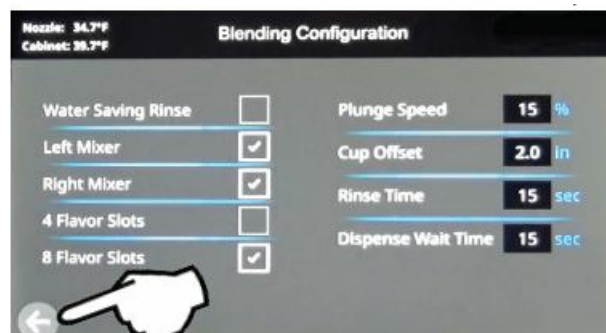 Nozzle: 34.7°F
Cabinet: 39.7°F
Blending Configuration
Water Saving Rinse
Left Mixer
Right Mixer
4 Flavor Slots
8 Flavor Slots
Plunge Speed 15 %
Cup Offset 2.0 in
Rinse Time 15 sec
Dispense Wait Time 15 sec